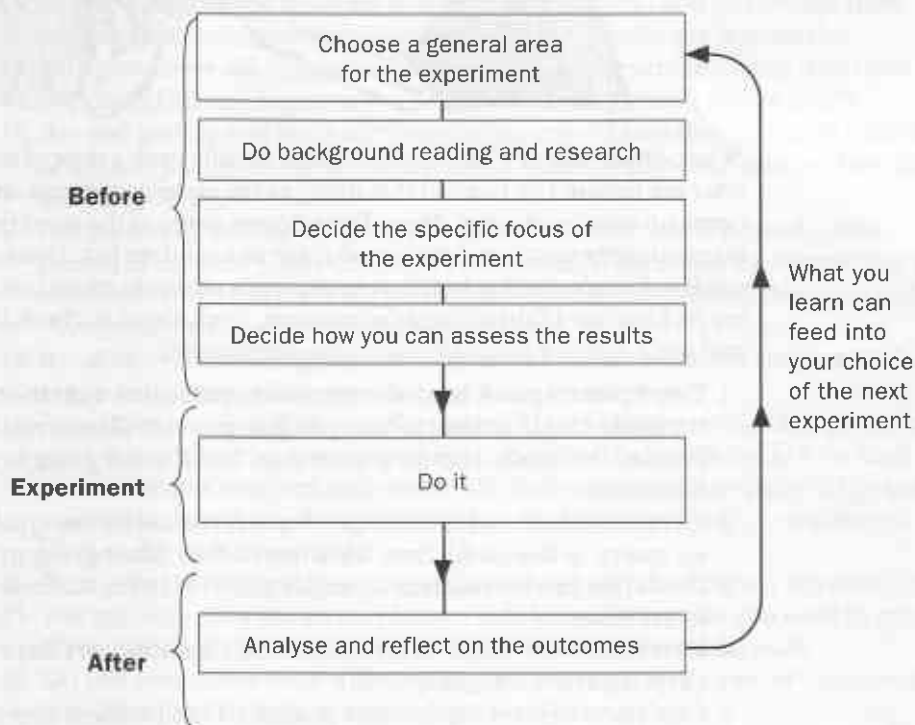 Choose a general area
for the experiment
Do background reading and research
Before
Decide the specific focus of
the experiment
Decide how you can assess the results
What you
learn can
feed into
your choice
of the next
experiment
Experiment
Do it
After
Analyse and reflect on the outcomes